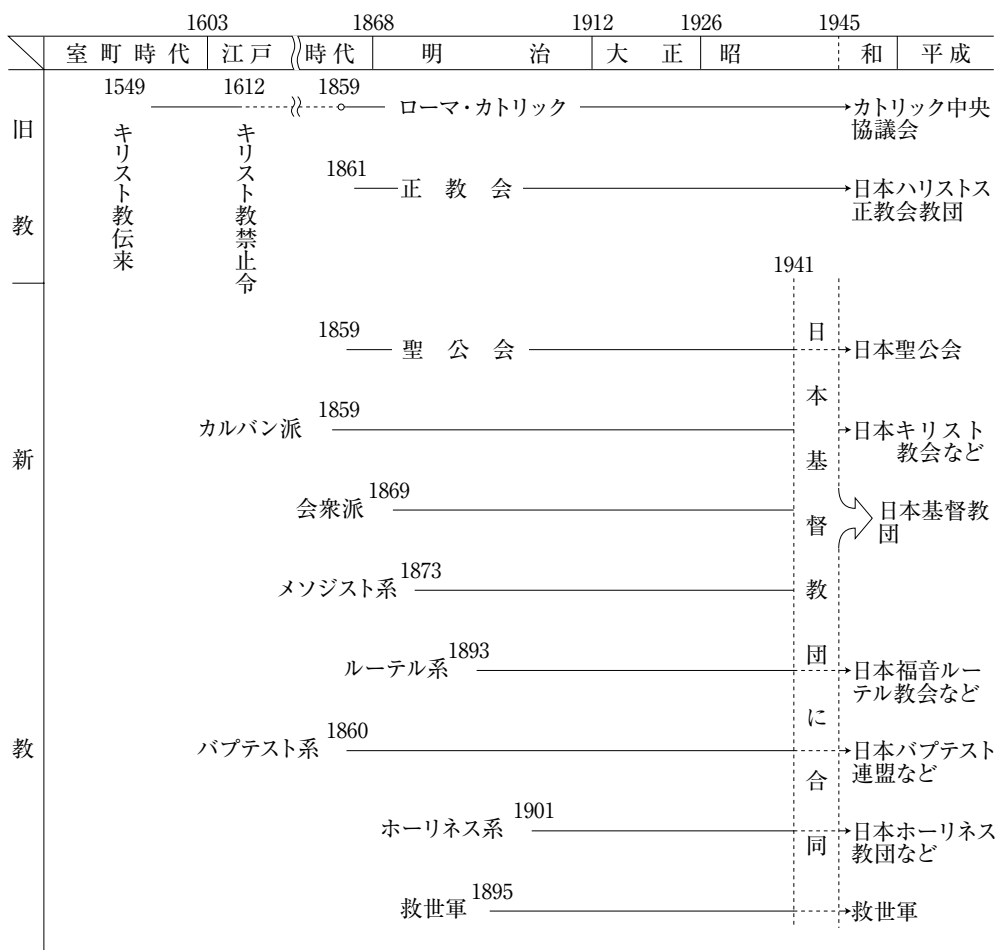 1603 1868 1912 1926 1945
室町時代 江戸 時代 明治 大正 昭和 平成
旧教
1549 1612 1859
ローマ・カトリック
カトリック中央
協議会
キリスト教伝来
キリスト教禁止令
1861
正教会
日本ハリストス
正教会教団
1941
日本基督教団に合同
新教
1859
聖公会
日本聖公会
1859
カルバン派
日本キリスト
教会など
1869
会衆派
日本基督教
団
1873
メソジスト系
1893
ルーテル系
日本福音ルー
テル教会など
1860
バプテスト系
日本バプテスト
連盟など
1901
ホーリネス系
日本ホーリネス
教団など
1895
救世軍
救世軍